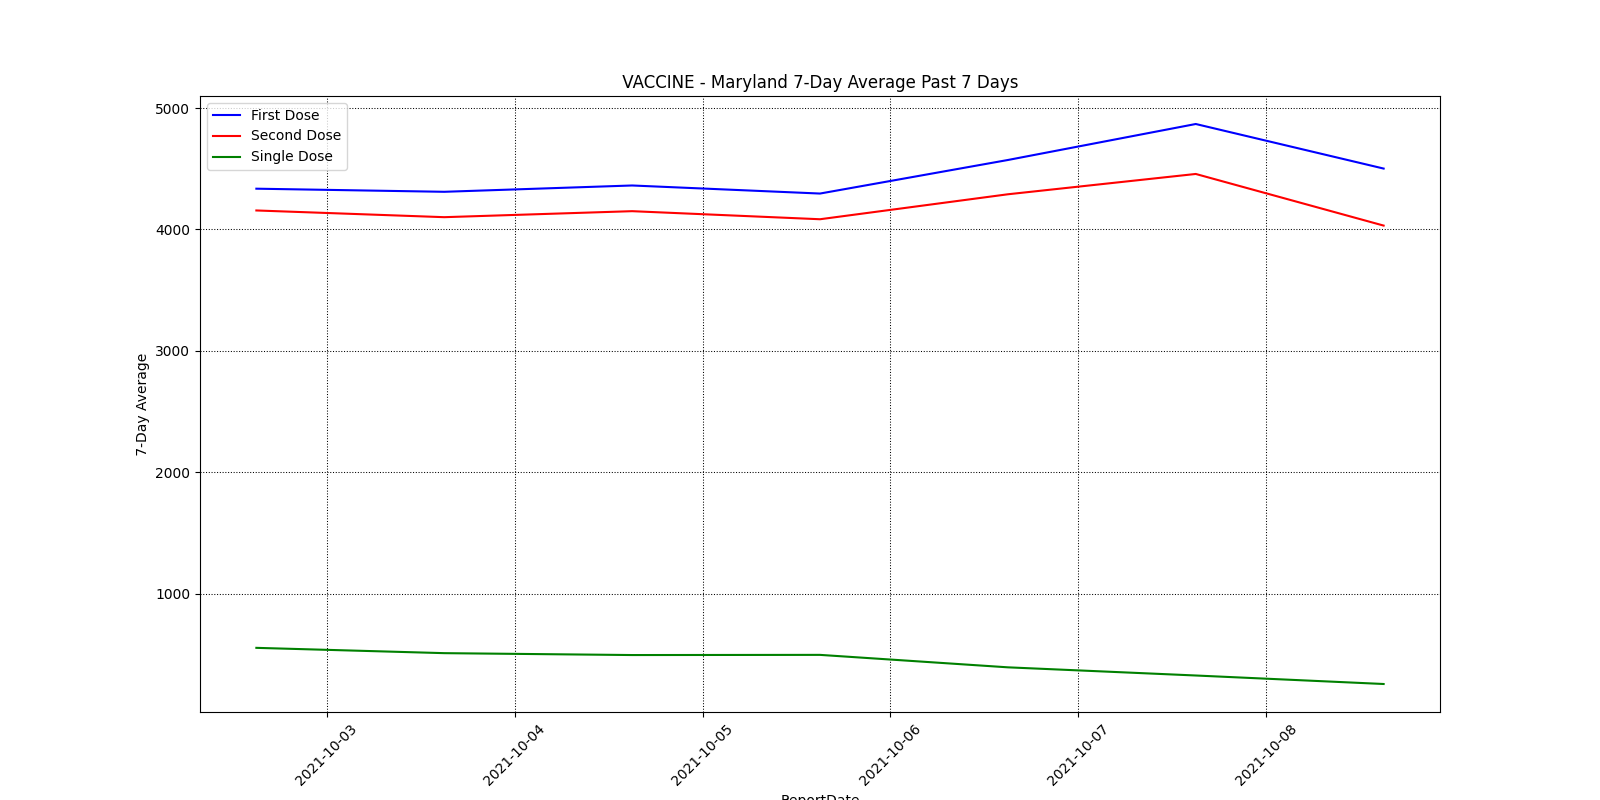 VACCINE - Maryland 7-Day Average Past 7 Days
First Dose
Second Dose
Single Dose
5000
4000
3000
2000
1000
7-Day Average
2021-10-03
2021-10-04
2021-10-05
2021-10-06
2021-10-07
2021-10-08
ReportDate